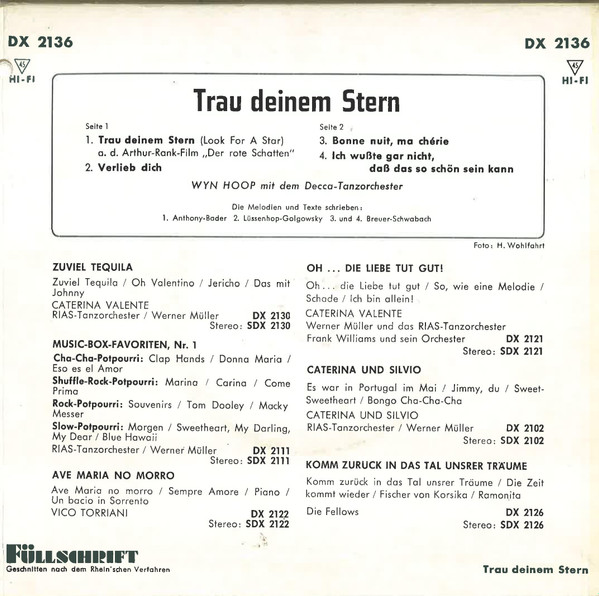 DX 2136
DX 2136
45
HI-FI
45
HI-FI
Trau deinem Stern
Seite 1
1. Trau deinem Stern (Look For A Star)
a. d. Arthur-Rank-Film „Der rote Schatten"
2. Verlieb dich
Seite 2
3. Bonne nuit, ma chérie
4. Ich wußte gar nicht,
daß das so schön sein kann
WYN HOOP mit dem Decca-Tanzorchester
Die Melodien und Texte schrieben:
1. Anthony-Bader 2. Lüssenhop-Galgowsky 3. und 4. Breuer-Schwabach
Foto: H. Wohlfahrt
ZUVIEL TEQUILA
Zuviel Tequila / Oh Valentino / Jericho / Das mit
Johnny
CATERINA VALENTE
RIAS-Tanzorchester / Werner Müller DX 2130
Stereo: SDX 2130
MUSIC-BOX-FAVORITEN, Nr. 1
Cha-Cha-Potpourri: Clap Hands / Donna Maria /
Eso es el Amor
Shuffle-Rock-Potpourri: Marina / Carina / Come
Prima
Rock-Potpourri: Souvenirs / Tom Dooley / Macky
Messer
Slow-Potpourri: Morgen / Sweetheart, My Darling,
My Dear / Blue Hawaii
RIAS-Tanzorchester / Werner Müller DX 2111
Stereo: SDX 2111
AVE MARIA NO MORRO
Ave Maria no morro / Sempre Amore / Piano /
Un bacio in Sorrento
VICO TORRIANI DX 2122
Stereo: SDX 2122
OH ... DIE LIEBE TUT GUT!
Oh ... die Liebe tut gut / So, wie eine Melodie /
Schade / Ich bin allein!
CATERINA VALENTE
Werner Müller und das RIAS-Tanzorchester
Frank Williams und sein Orchester DX 2121
Stereo: SDX 2121
CATERINA UND SILVIO
Es war in Portugal im Mai / Jimmy, du / Sweet-
Sweetheart / Bongo Cha-Cha-Cha
CATERINA UND SILVIO
RIAS-Tanzorchester / Werner Müller DX 2102
Stereo: SDX 2102
KOMM ZURÜCK IN DAS TAL UNSRER TRÄUME
Komm zurück in das Tal unsrer Träume / Die Zeit
kommt wieder / Fischer von Korsika / Ramonita
Die Fellows DX 2126
Stereo: SDX 2126
FÜLLSCHRIFT
Geschnitten nach dem Rhein'schen Verfahren
Trau deinem Stern